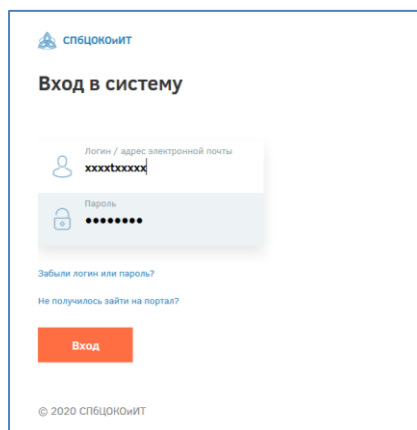 СПбЦОКОиИТ
Вход в систему
Логин / адрес электронной почты
xxxxtxxxxx
Пароль
••••••••
Забыли логин или пароль?
Не получилось зайти на портал?
Вход
© 2020 СПбЦОКОиИТ